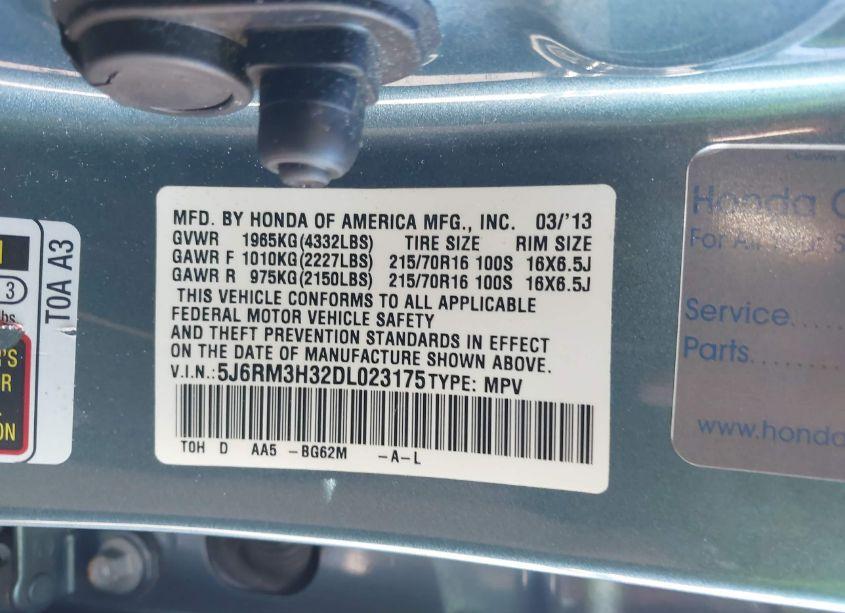 MFD. BY HONDA OF AMERICA MFG., INC. 03/'13
GVWR 1965KG(4332LBS) TIRE SIZE RIM SIZE
GAWR F 1010KG(2227LBS) 215/70R16 100S 16X6.5J
GAWR R 975KG(2150LBS) 215/70R16 100S 16X6.5J
THIS VEHICLE CONFORMS TO ALL APPLICABLE
FEDERAL MOTOR VEHICLE SAFETY
AND THEFT PREVENTION STANDARDS IN EFFECT
ON THE DATE OF MANUFACTURE SHOWN ABOVE.
V.I.N.:5J6RM3H32DL023175 TYPE: MPV
T0H D AA5 -BG62M -A-L
T0A A3
3
Honda
For All
Service......
Parts.........
www.honda